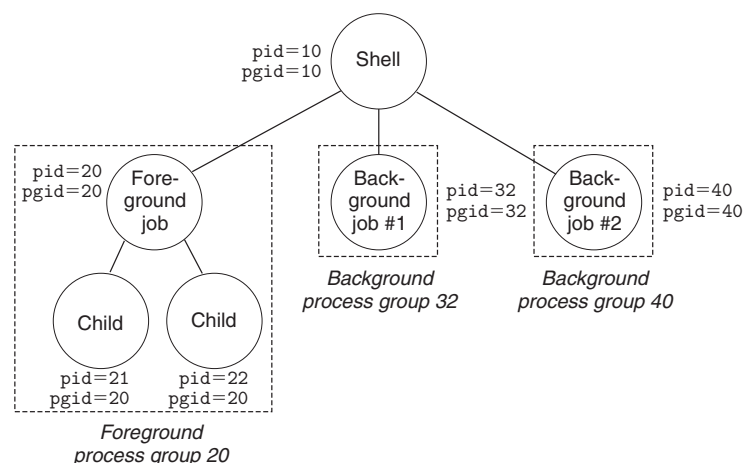 pid=10
pgid=10
Shell
pid=20
pgid=20
Fore-
ground
job
Back-
ground
job #1
pid=32
pgid=32
Back-
ground
job #2
pid=40
pgid=40
Child
Child
pid=21
pgid=20
pid=22
pgid=20
Background
process group 32
Background
process group 40
Foreground
process group 20